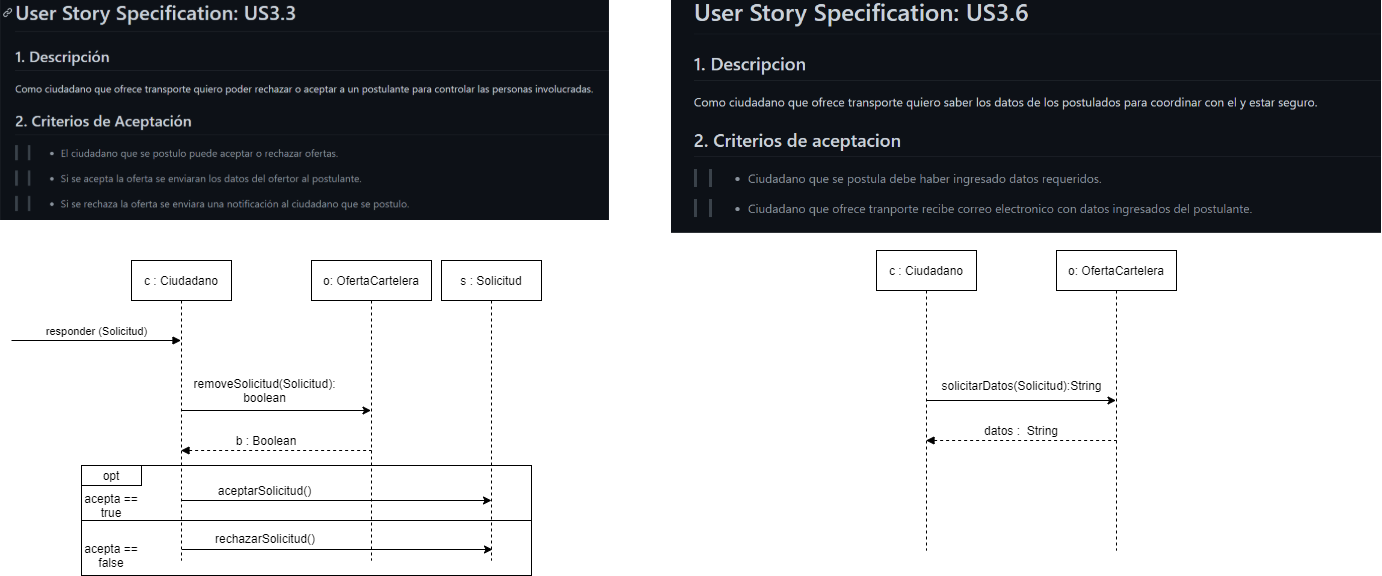 User Story Specification: US3.3
1. Descripción
Como ciudadano que ofrece transporte quiero poder rechazar o aceptar a un postulante para controlar las personas involucradas.
2. Criterios de Aceptación
• El ciudadano que se postulo puede aceptar o rechazar ofertas.
• Si se acepta la oferta se enviaran los datos del ofertor al postulante.
• Si se rechaza la oferta se enviara una notificación al ciudadano que se postulo.
c : Ciudadano
o: OfertaCartelera
s : Solicitud
responder (Solicitud)
removeSolicitud(Solicitud):
boolean
b : Boolean
opt
acepta ==
true
aceptarSolicitud()
rechazarSolicitud()
acepta ==
false
User Story Specification: US3.6
1. Descripcion
Como ciudadano que ofrece transporte quiero saber los datos de los postulados para coordinar con el y estar seguro.
2. Criterios de aceptacion
• Ciudadano que se postula debe haber ingresado datos requeridos.
• Ciudadano que ofrece tranporte recibe correo electronico con datos ingresados del postulante.
c : Ciudadano
o: OfertaCartelera
solicitarDatos(Solicitud):String
datos : String